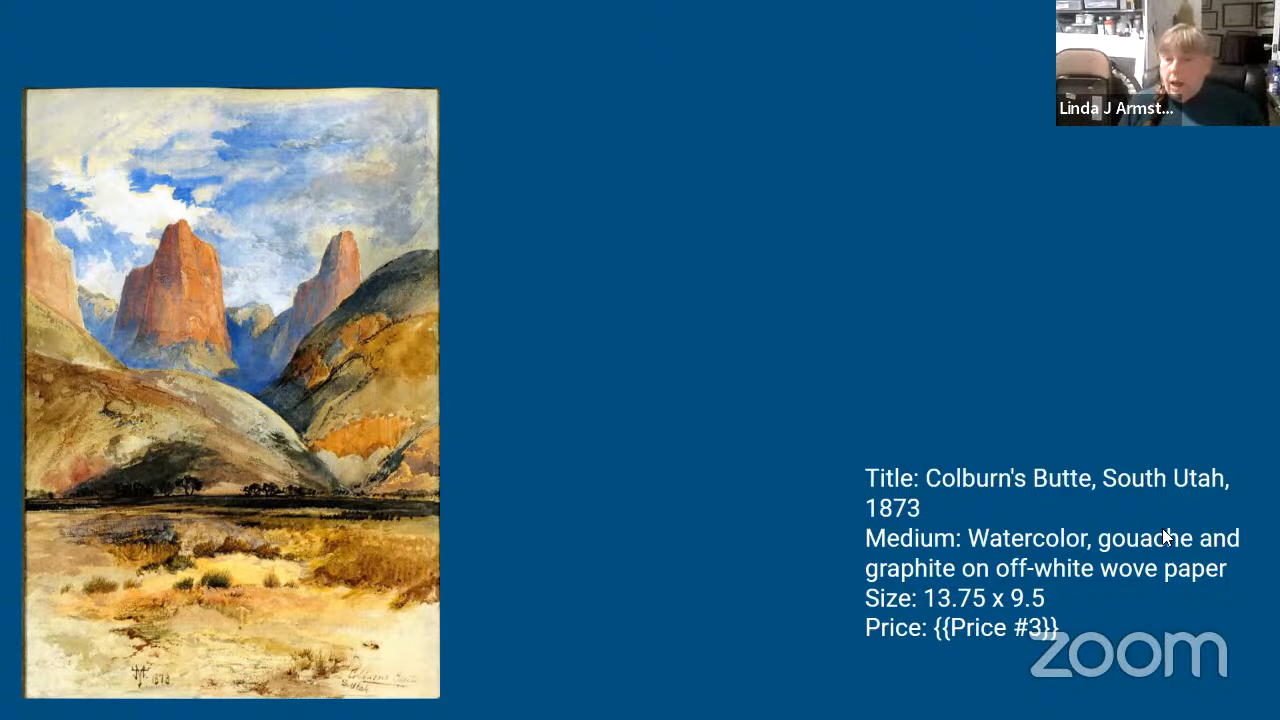 Linda J Armst...
Title: Colburn's Butte, South Utah,
1873
Medium: Watercolor, gouache and
graphite on off-white wove paper
Size: 13.75 x 9.5
Price: {{Price #3}}
zoom